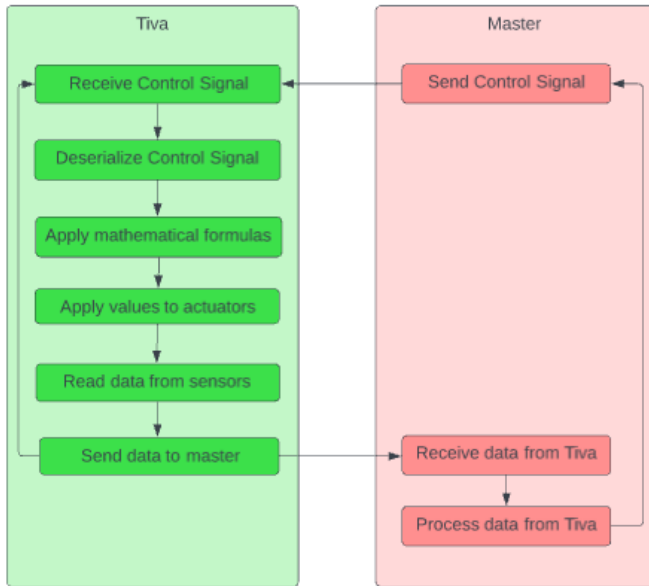 Tiva
Receive Control Signal
Deserialize Control Signal
Apply mathematical formulas
Apply values to actuators
Read data from sensors
Send data to master
Master
Send Control Signal
Receive data from Tiva
Process data from Tiva